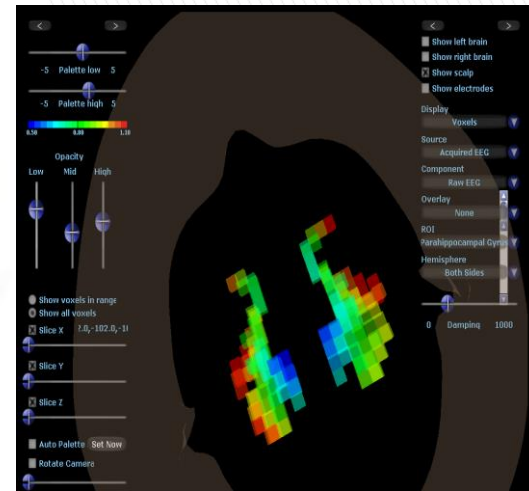 < >
-5 Palette low 5
-5 Palette high 5
0.50 0.00 1.30
Opacity
Low Mid High
Show voxels in range
Show all voxels
Slice X
Slice Y
Slice Z
Auto Palette Set Now
Rotate Camera
< >
Show left brain
Show right brain
Show scalp
Show electrodes
Display
Voxels
Source
Acquired EEG
Component
Raw EEG
Overlay
None
ROI
Parahippocampal Gyrus
Hemisphere
Both Sides
0 Damping 1000